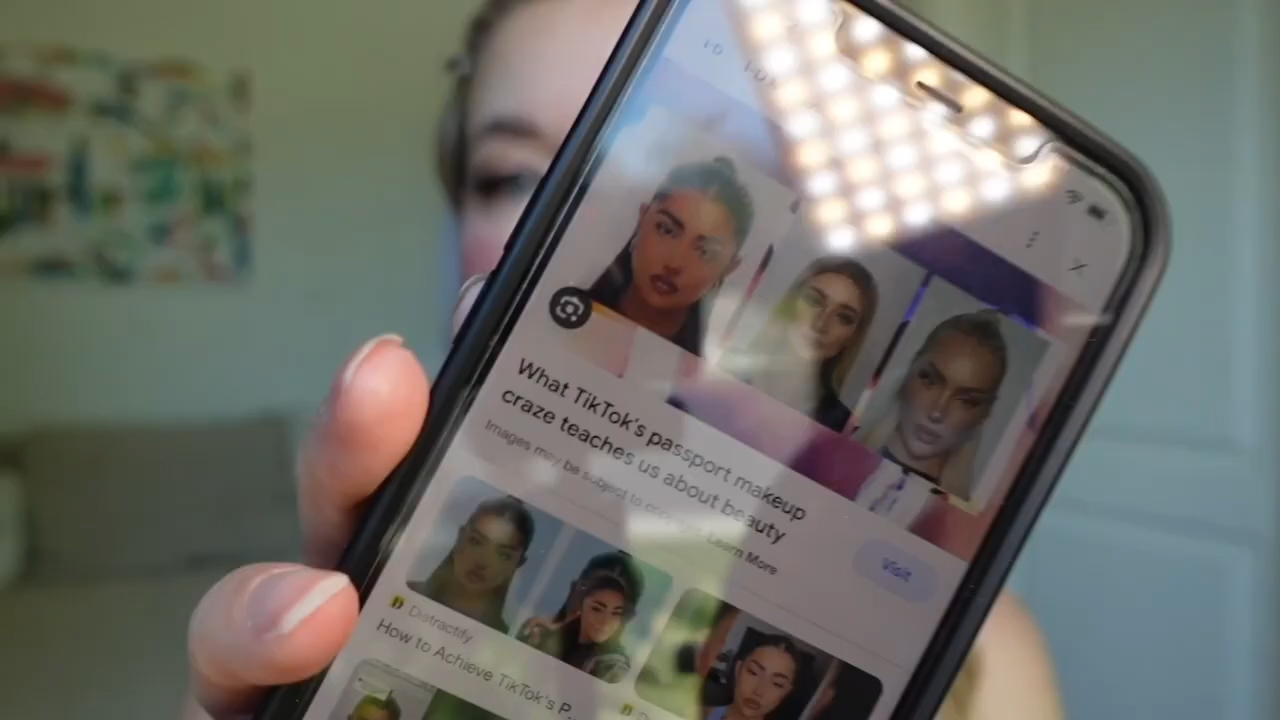 i-D
i-D
What TikTok's passport makeup
craze teaches us about beauty
Images may be subject to copyright. Learn More
Visit
Distractify
How to Achieve TikTok's P...